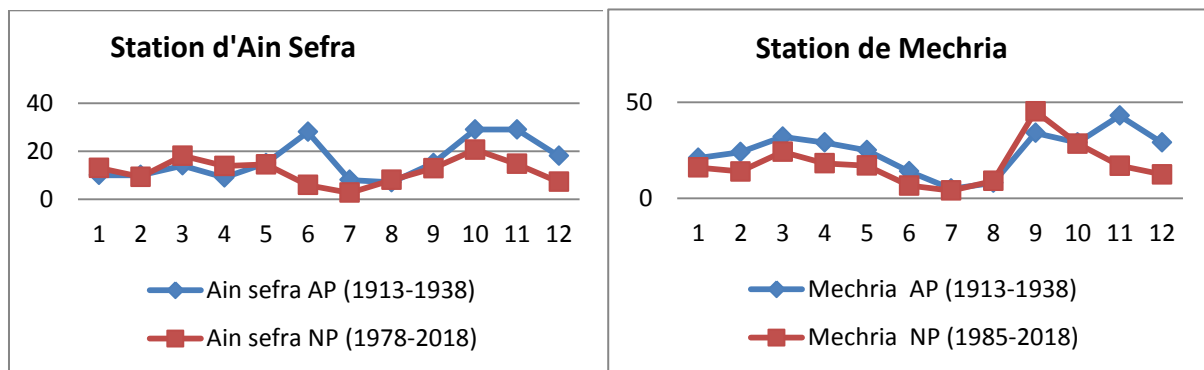 Station d'Ain Sefra
40
20
0
1 2 3 4 5 6 7 8 9 10 11 12
Ain sefra AP (1913-1938)
Ain sefra NP (1978-2018)
Station de Mechria
50
0
1 2 3 4 5 6 7 8 9 10 11 12
Mechria AP (1913-1938)
Mechria NP (1985-2018)